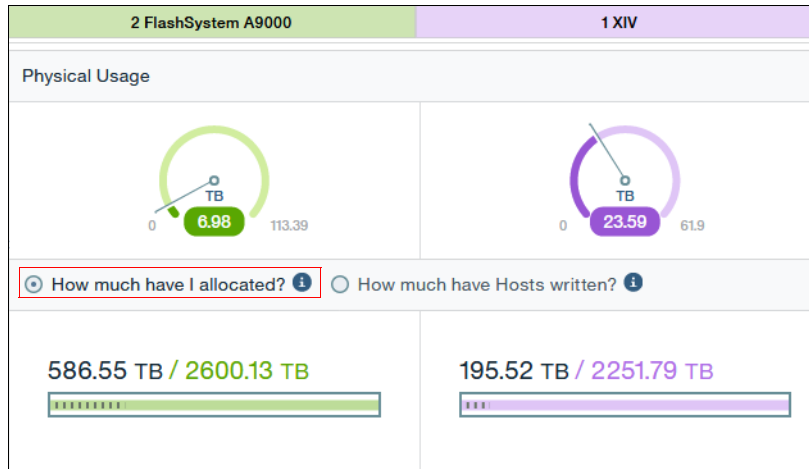 2 FlashSystem A9000 1 XIV
Physical Usage
TB TB
6.98 23.59
0 113.39 0 61.9
How much have I allocated? i How much have Hosts written? i
586.55 TB / 2600.13 TB 195.52 TB / 2251.79 TB